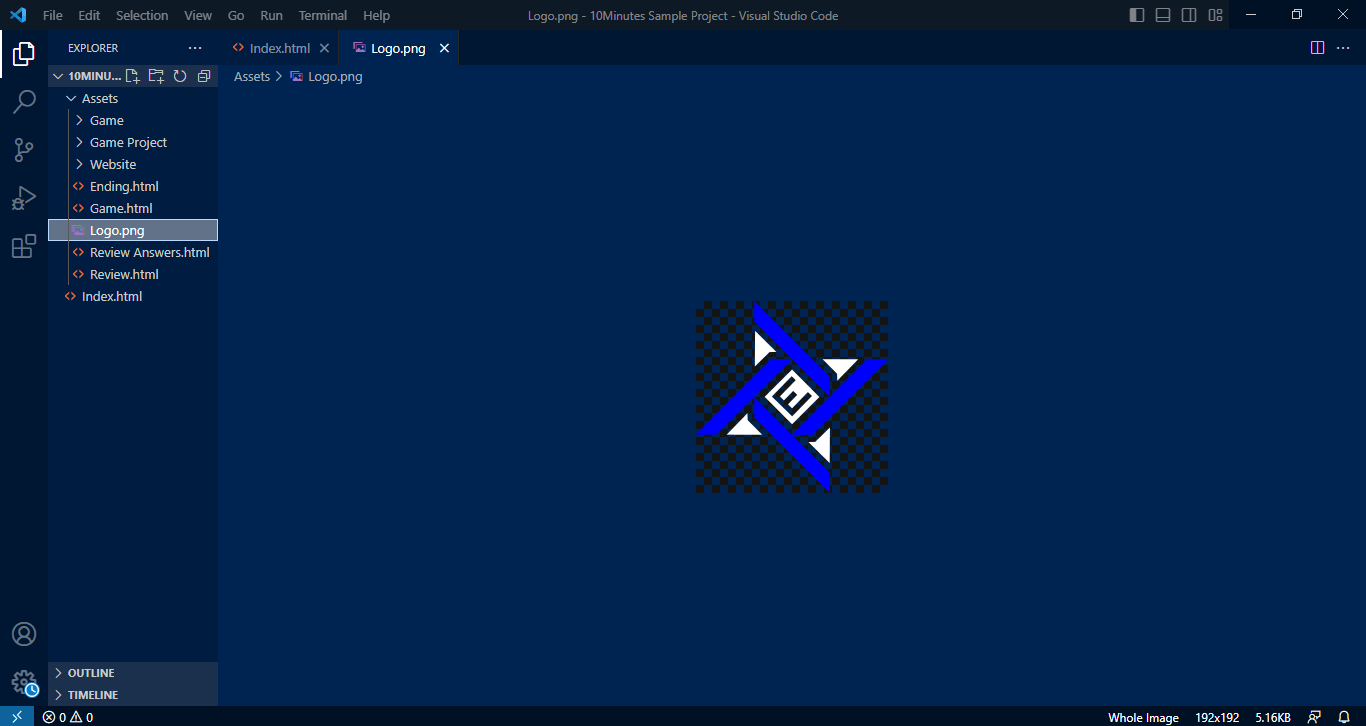 File Edit Selection View Go Run Terminal Help
Logo.png - 10Minutes Sample Project - Visual Studio Code
EXPLORER
Index.html
Logo.png
10MINU...
Assets > Logo.png
Assets
Game
Game Project
Website
Ending.html
Game.html
Logo.png
Review Answers.html
Review.html
Index.html
OUTLINE
TIMELINE
0 0
Whole Image 192x192 5.16KB